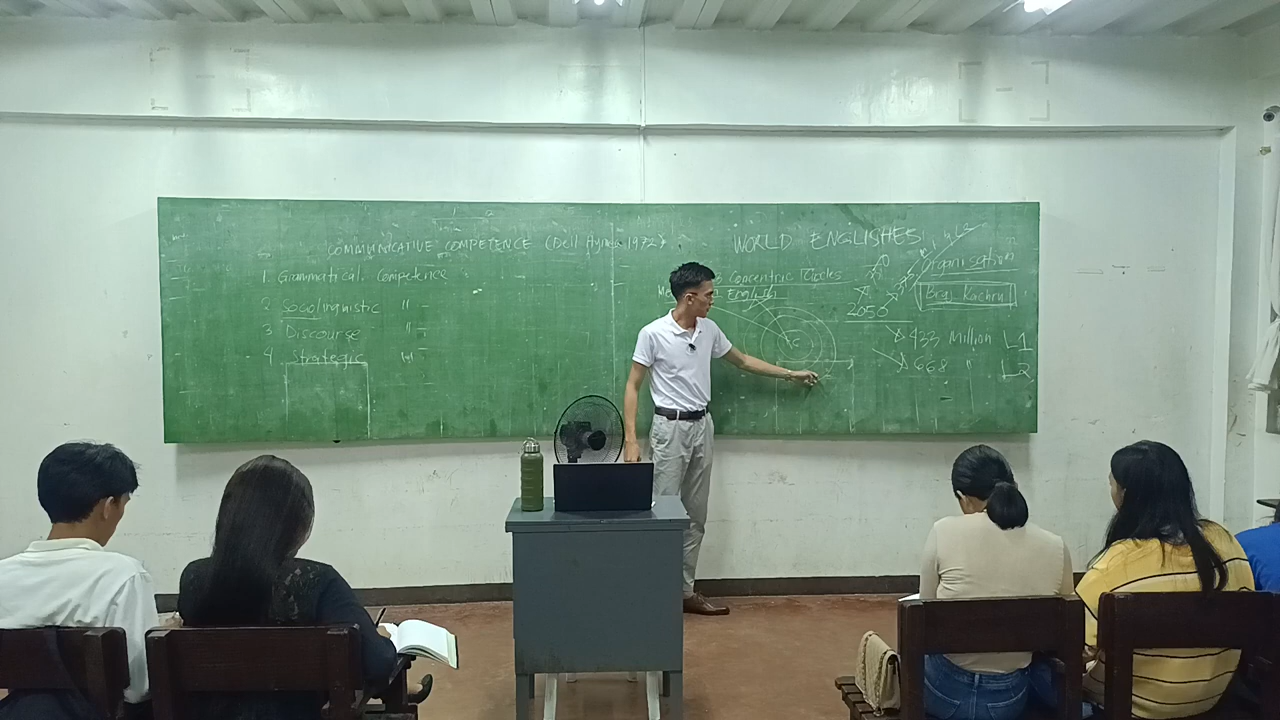 COMMUNICATIVE COMPETENCE (Dell Hymes 1972)
1. Grammatical Competence
2 Sociolinguistic "
3 Discourse "
4. Strategic
WORLD ENGLISHES
Concentric Circles
English
Organisation
Braj Kachru
2050
433 Million L1
668 " L2